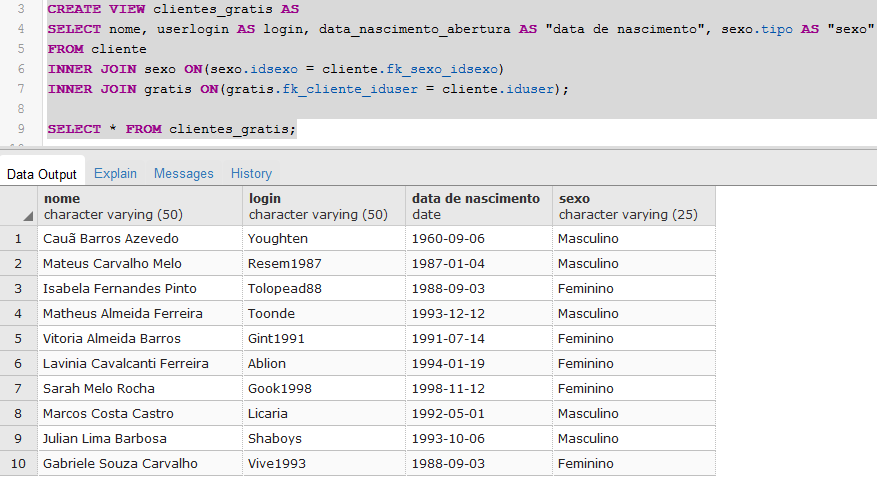 3 CREATE VIEW clientes_gratis AS
4 SELECT nome, userlogin AS login, data_nascimento_abertura AS "data de nascimento", sexo.tipo AS "sexo"
5 FROM cliente
6 INNER JOIN sexo ON(sexo.idsexo = cliente.fk_sexo_idsexo)
7 INNER JOIN gratis ON(gratis.fk_cliente_iduser = cliente.iduser);
8
9 SELECT * FROM clientes_gratis;
Data Output Explain Messages History
nome login data de nascimento sexo
character varying (50) character varying (50) date character varying (25)
1 Cauã Barros Azevedo Youghten 1960-09-06 Masculino
2 Mateus Carvalho Melo Resem1987 1987-01-04 Masculino
3 Isabela Fernandes Pinto Tolopead88 1988-09-03 Feminino
4 Matheus Almeida Ferreira Toonde 1993-12-12 Masculino
5 Vitoria Almeida Barros Gint1991 1991-07-14 Feminino
6 Lavinia Cavalcanti Ferreira Ablion 1994-01-19 Feminino
7 Sarah Melo Rocha Gook1998 1998-11-12 Feminino
8 Marcos Costa Castro Licaria 1992-05-01 Masculino
9 Julian Lima Barbosa Shaboys 1993-10-06 Masculino
10 Gabriele Souza Carvalho Vive1993 1988-09-03 Feminino